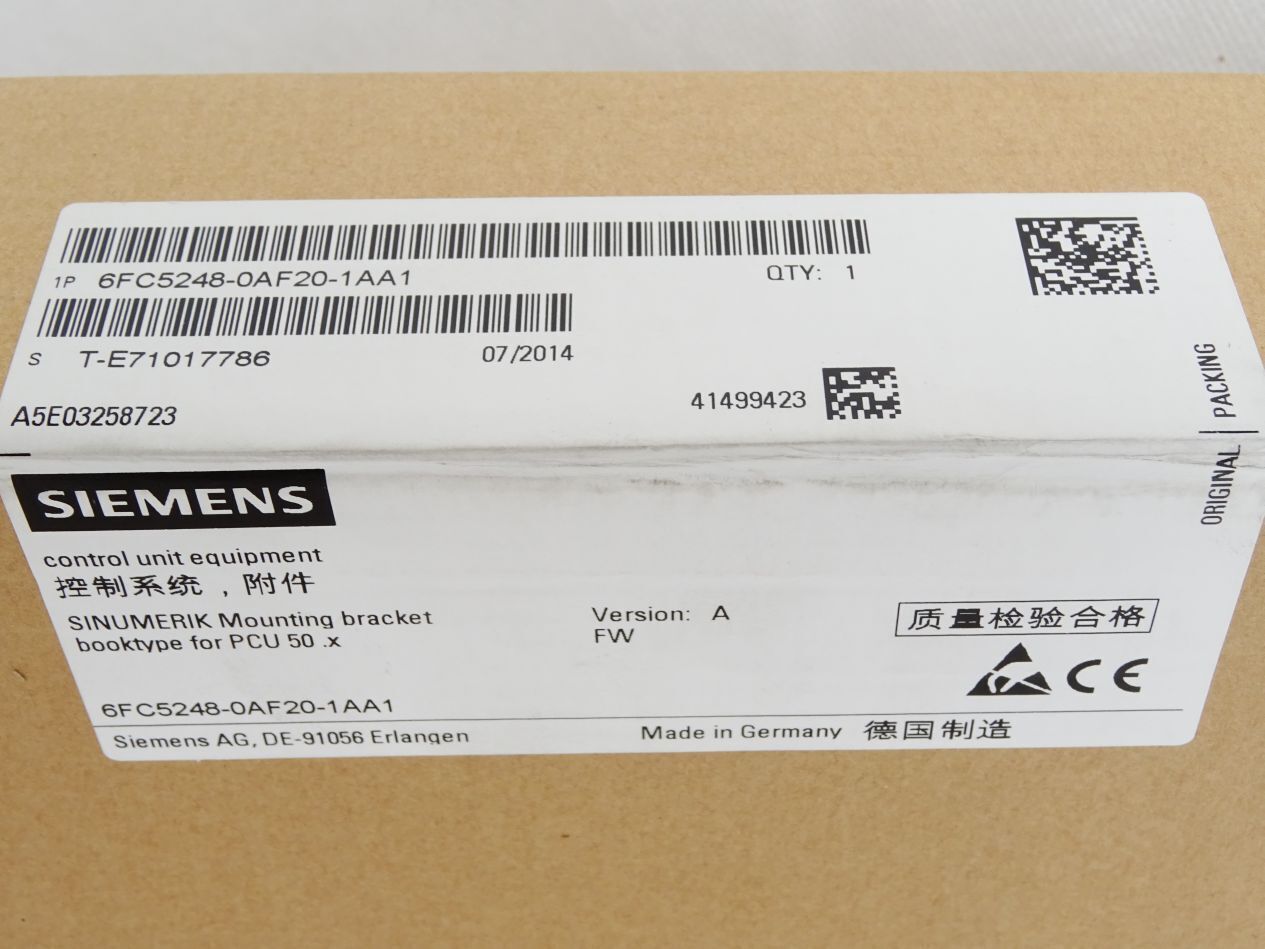 1P 6FC5248-0AF20-1AA1 QTY: 1
S T-E71017786 07/2014
A5E03258723 41499423
ORIGINAL PACKING
SIEMENS
control unit equipment
控制系统，附件
SINUMERIK Mounting bracket
booktype for PCU 50 .x
Version: A
FW
质量检验合格
CE
6FC5248-0AF20-1AA1
Siemens AG, DE-91056 Erlangen Made in Germany 德国制造